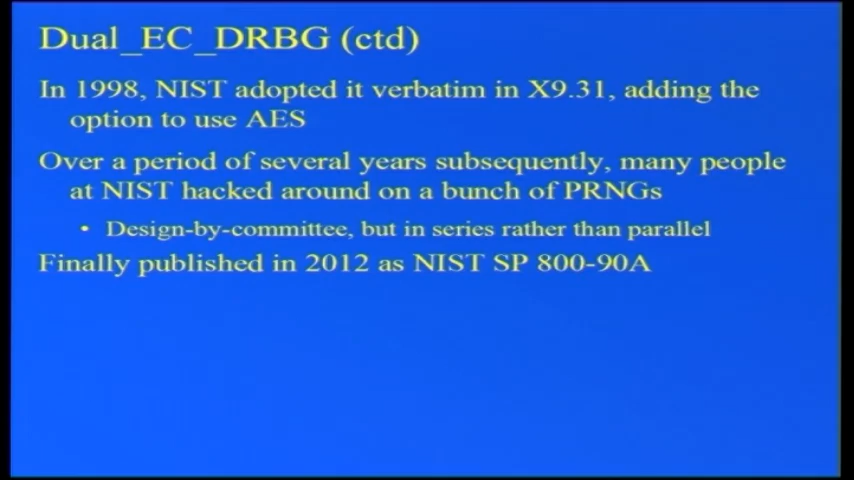 Dual_EC_DRBG (ctd)
In 1998, NIST adopted it verbatim in X9.31, adding the
option to use AES
Over a period of several years subsequently, many people
at NIST hacked around on a bunch of PRNGs
• Design-by-committee, but in series rather than parallel
Finally published in 2012 as NIST SP 800-90A